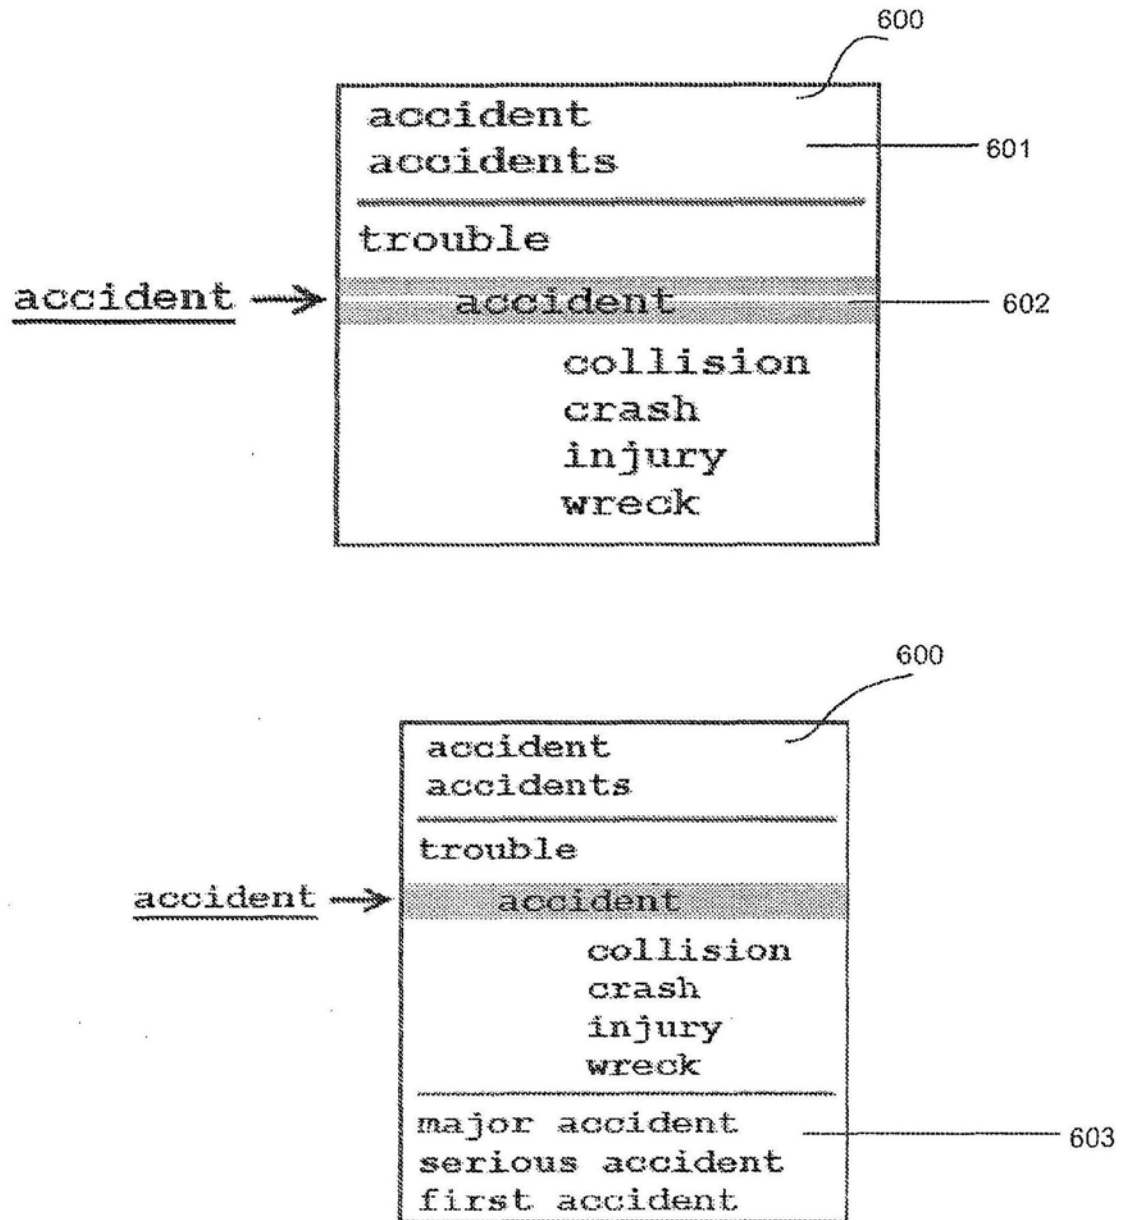 600
accident
accidents
601
trouble
accident
accident
602
collision
crash
injury
wreck
600
accident
accidents
trouble
accident
accident
collision
crash
injury
wreck
major accident
603
serious accident
first accident